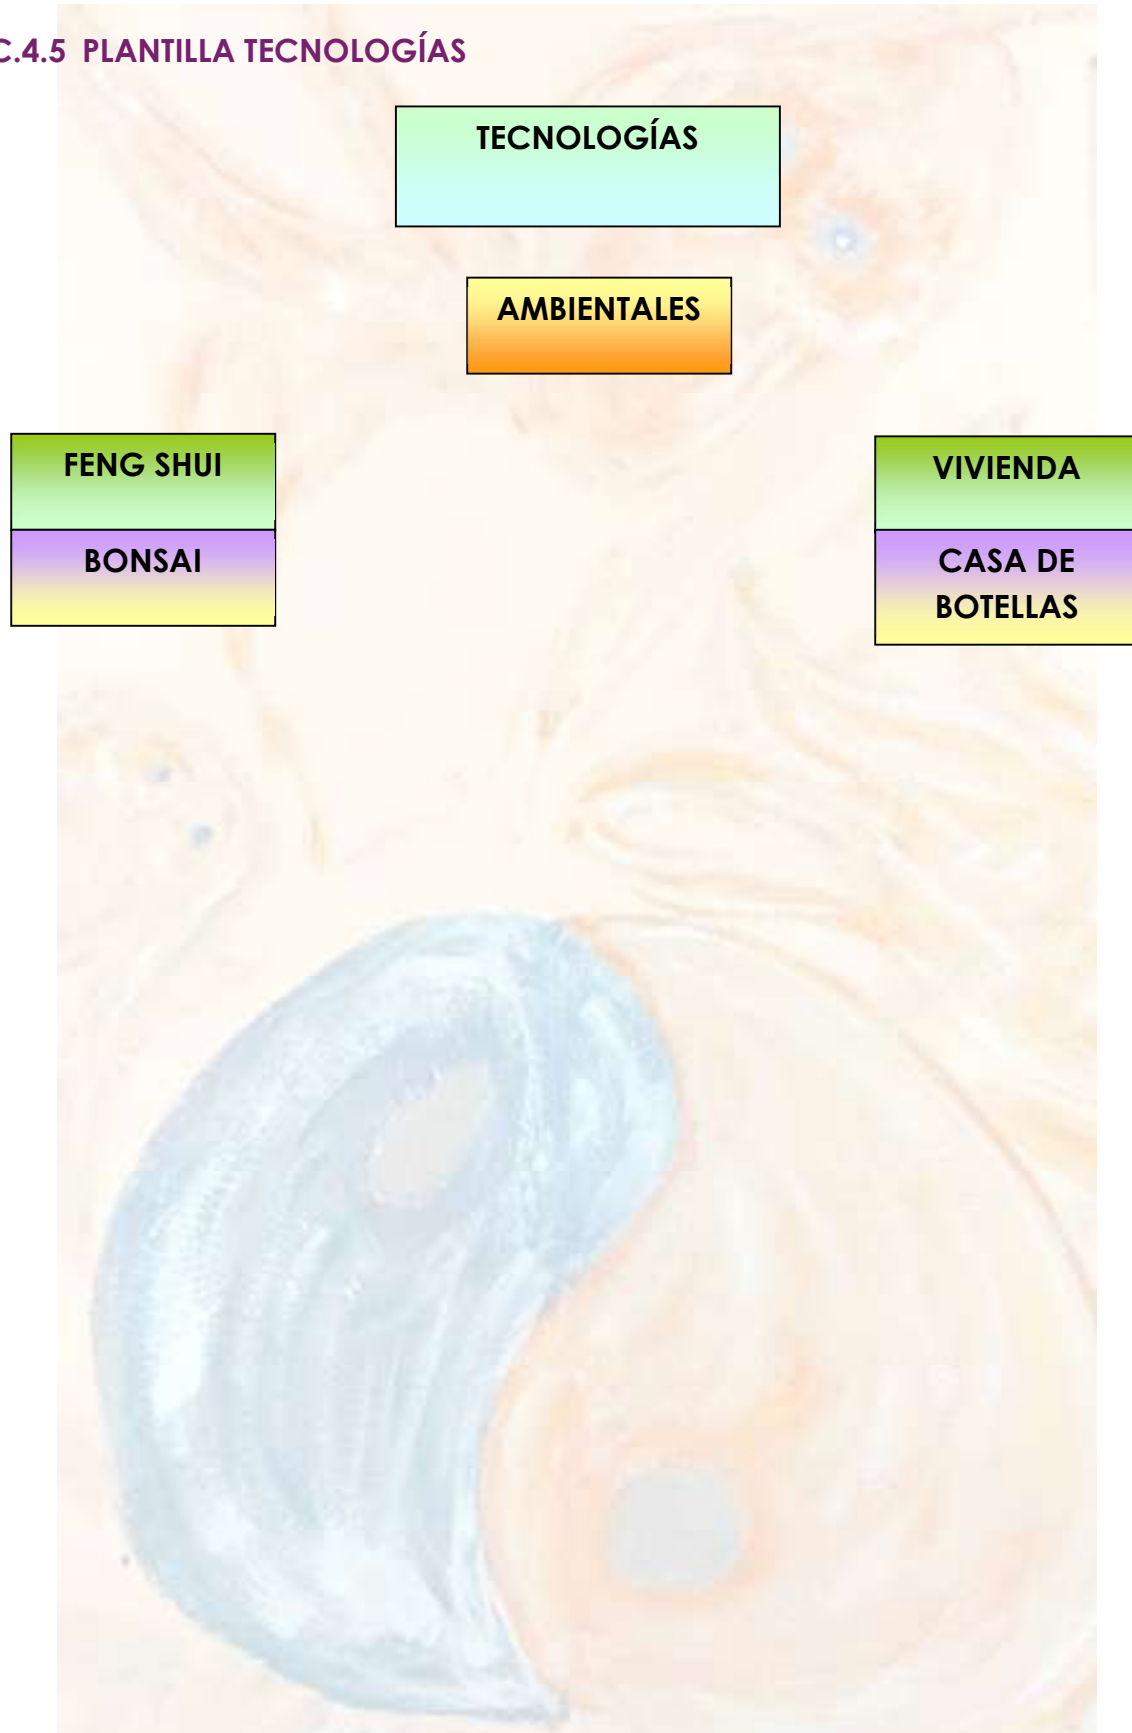 C.4.5 PLANTILLA TECNOLOGÍAS
TECNOLOGÍAS
AMBIENTALES
FENG SHUI
BONSAI
VIVIENDA
CASA DE
BOTELLAS